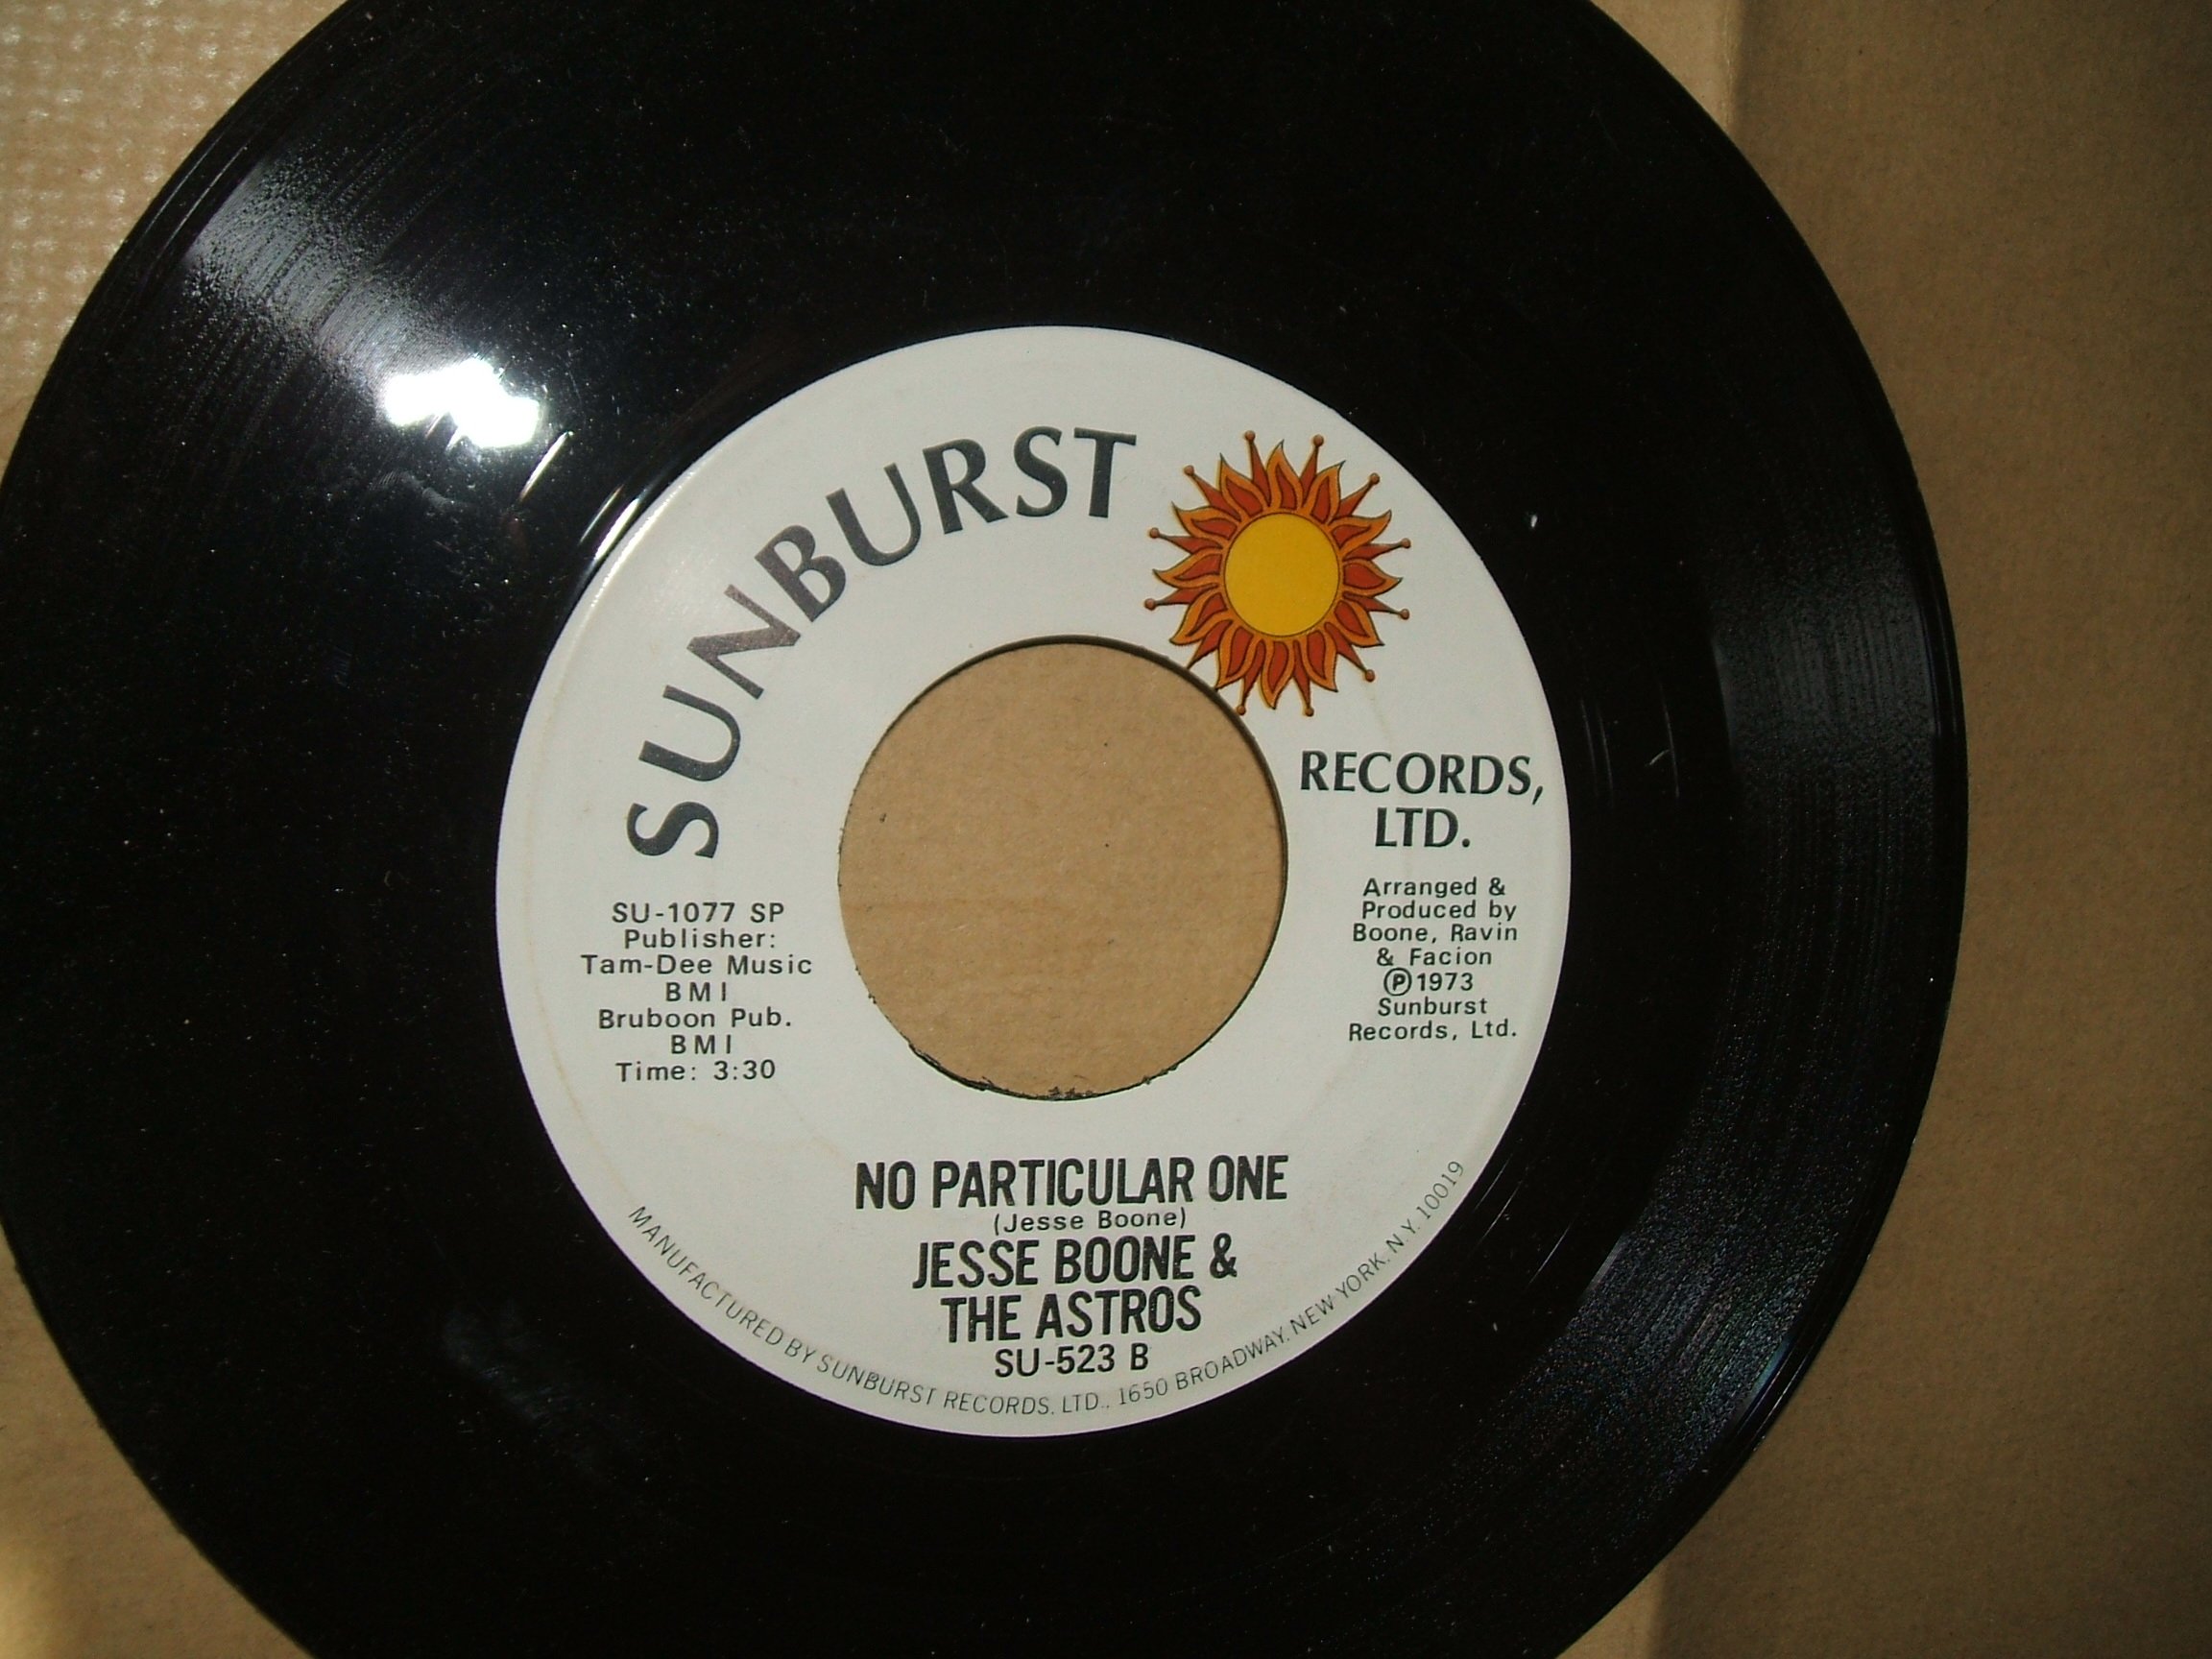 SUNBURST
RECORDS,
LTD.
SU-1077 SP
Publisher:
Tam-Dee Music
BMI
Bruboon Pub.
BMI
Time: 3:30
Arranged &
Produced by
Boone, Ravin
& Facion
Ⓟ1973
Sunburst
Records, Ltd.
NO PARTICULAR ONE
(Jesse Boone)
JESSE BOONE &
THE ASTROS
SU-523 B
MANUFACTURED BY SUNBURST RECORDS, LTD., 1650 BROADWAY, NEW YORK, N.Y. 10019